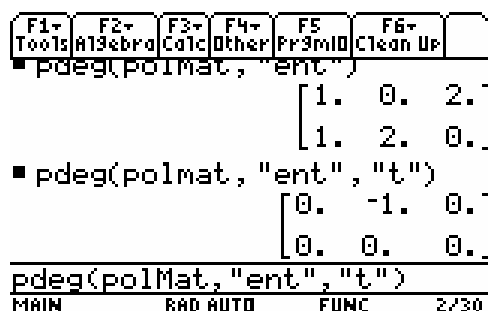 F1▾ F2▾ F3▾ F4▾ F5 F6▾
Tools Algebra Calc Other PrgmIO Clean Up
▪ pdeg(polmat, "ent")
[1. 0. 2.
1. 2. 0.]
▪ pdeg(polmat, "ent", "t")
[0. -1. 0.
0. 0. 0.]
pdeg(polMat,"ent","t")
MAIN RAD AUTO FUNC 2/30